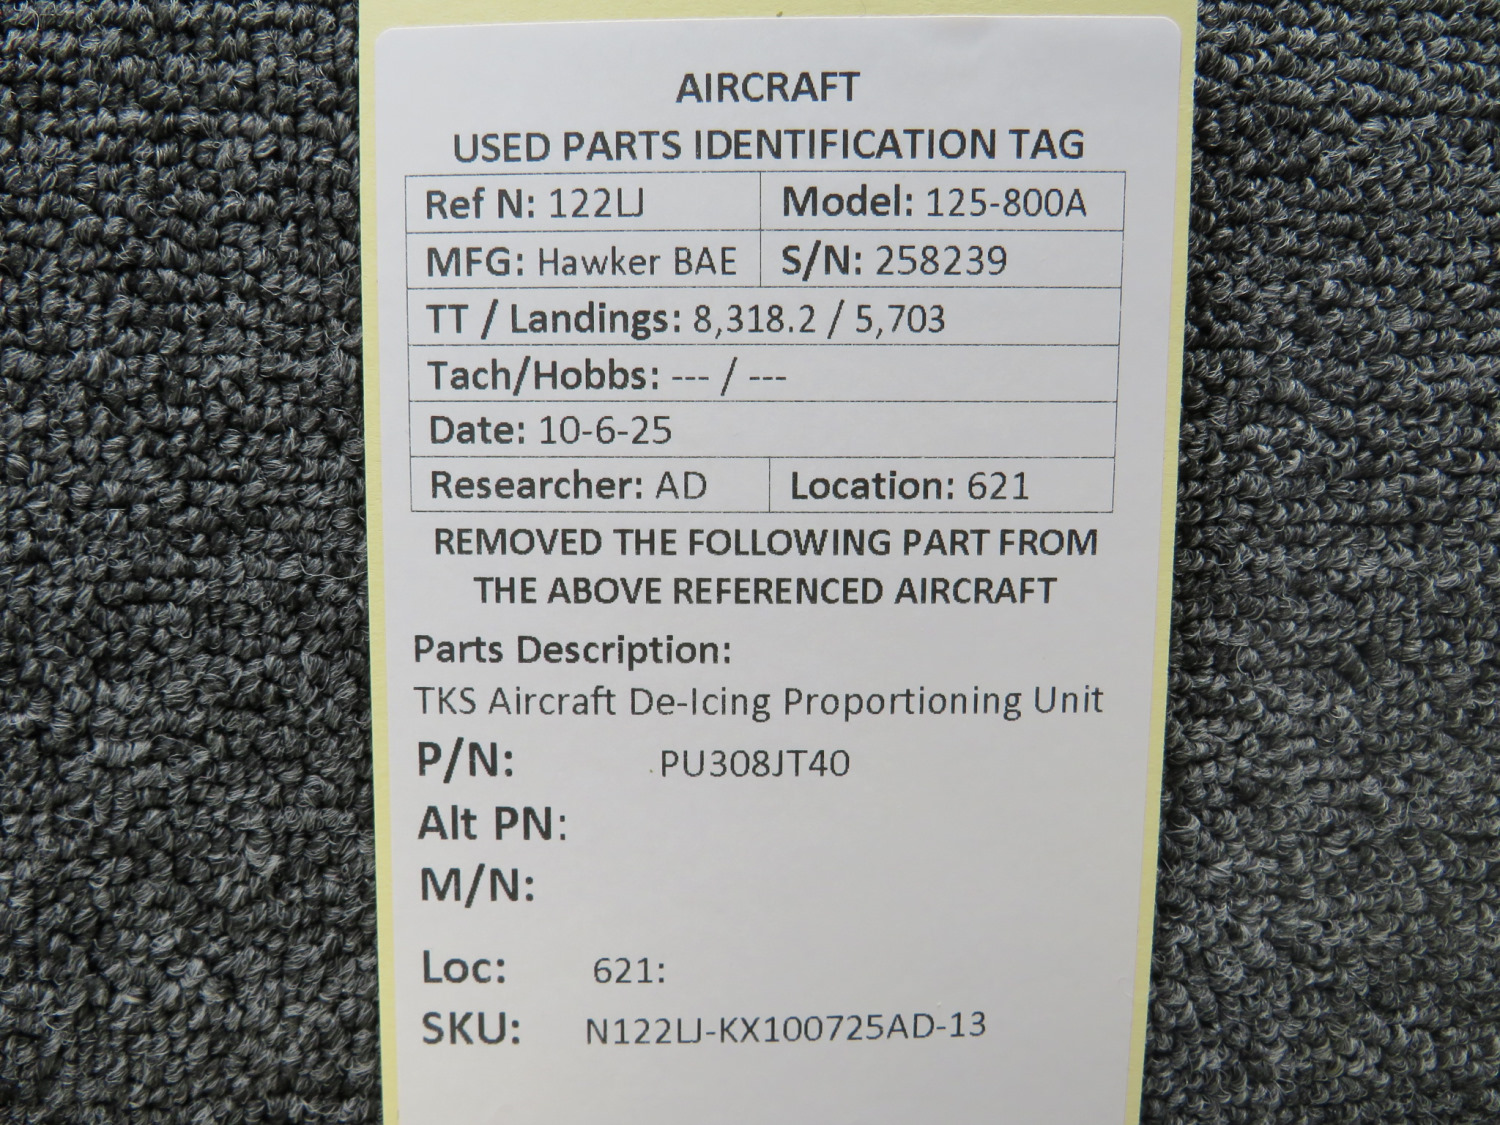 AIRCRAFT
USED PARTS IDENTIFICATION TAG
Ref N: 122LJ Model: 125-800A
MFG: Hawker BAE S/N: 258239
TT / Landings: 8,318.2 / 5,703
Tach/Hobbs: --- / ---
Date: 10-6-25
Researcher: AD Location: 621
REMOVED THE FOLLOWING PART FROM
THE ABOVE REFERENCED AIRCRAFT
Parts Description:
TKS Aircraft De-Icing Proportioning Unit
P/N: PU308JT40
Alt PN:
M/N:
Loc: 621:
SKU: N122LJ-KX100725AD-13